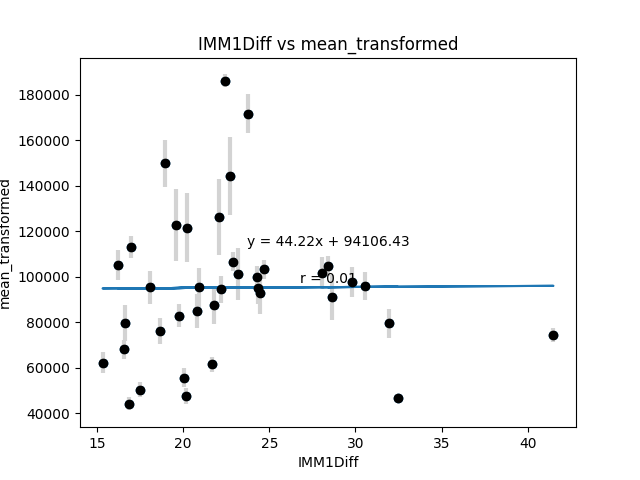 IMM1Diff vs mean_transformed
mean_transformed
180000
160000
140000
120000
100000
80000
60000
40000
y = 44.22x + 94106.43
r = 0.01
15 20 25 30 35 40
IMM1Diff